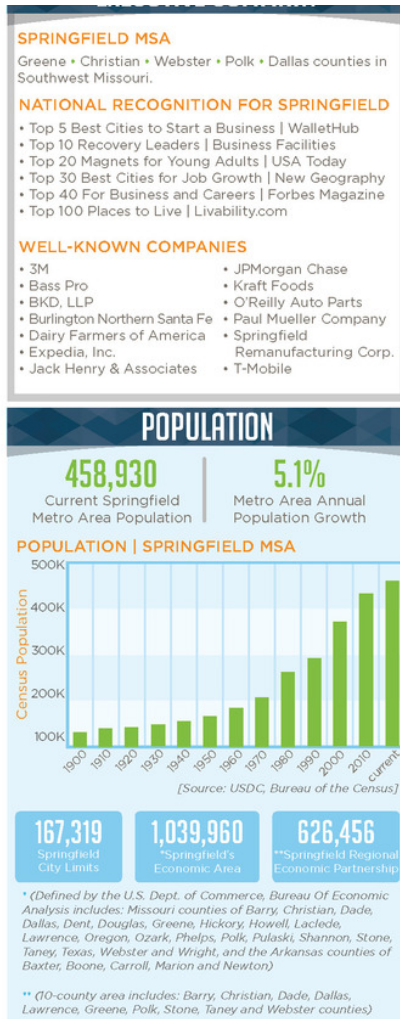 EXECUTIVE SUMMARY
SPRINGFIELD MSA
Greene • Christian • Webster • Polk • Dallas counties in
Southwest Missouri.
NATIONAL RECOGNITION FOR SPRINGFIELD
• Top 5 Best Cities to Start a Business | WalletHub
• Top 10 Recovery Leaders | Business Facilities
• Top 20 Magnets for Young Adults | USA Today
• Top 30 Best Cities for Job Growth | New Geography
• Top 40 For Business and Careers | Forbes Magazine
• Top 100 Places to Live | Livability.com
WELL-KNOWN COMPANIES
• 3M
• Bass Pro
• BKD, LLP
• Burlington Northern Santa Fe
• Dairy Farmers of America
• Expedia, Inc.
• Jack Henry & Associates
• JPMorgan Chase
• Kraft Foods
• O'Reilly Auto Parts
• Paul Mueller Company
• Springfield
Remanufacturing Corp.
• T-Mobile
POPULATION
458,930
Current Springfield
Metro Area Population
5.1%
Metro Area Annual
Population Growth
POPULATION | SPRINGFIELD MSA
Census Population
500K
400K
300K
200K
100K
1900
1910
1920
1930
1940
1950
1960
1970
1980
1990
2000
2010
current
[Source: USDC, Bureau of the Census]
167,319
Springfield
City Limits
1,039,960
*Springfield's
Economic Area
626,456
**Springfield Regional
Economic Partnership
* (Defined by the U.S. Dept. of Commerce, Bureau Of Economic
Analysis includes: Missouri counties of Barry, Christian, Dade,
Dallas, Dent, Douglas, Greene, Hickory, Howell, Laclede,
Lawrence, Oregon, Ozark, Phelps, Polk, Pulaski, Shannon, Stone,
Taney, Texas, Webster and Wright, and the Arkansas counties of
Baxter, Boone, Carroll, Marion and Newton)
** (10-county area includes: Barry, Christian, Dade, Dallas,
Lawrence, Greene, Polk, Stone, Taney and Webster counties)